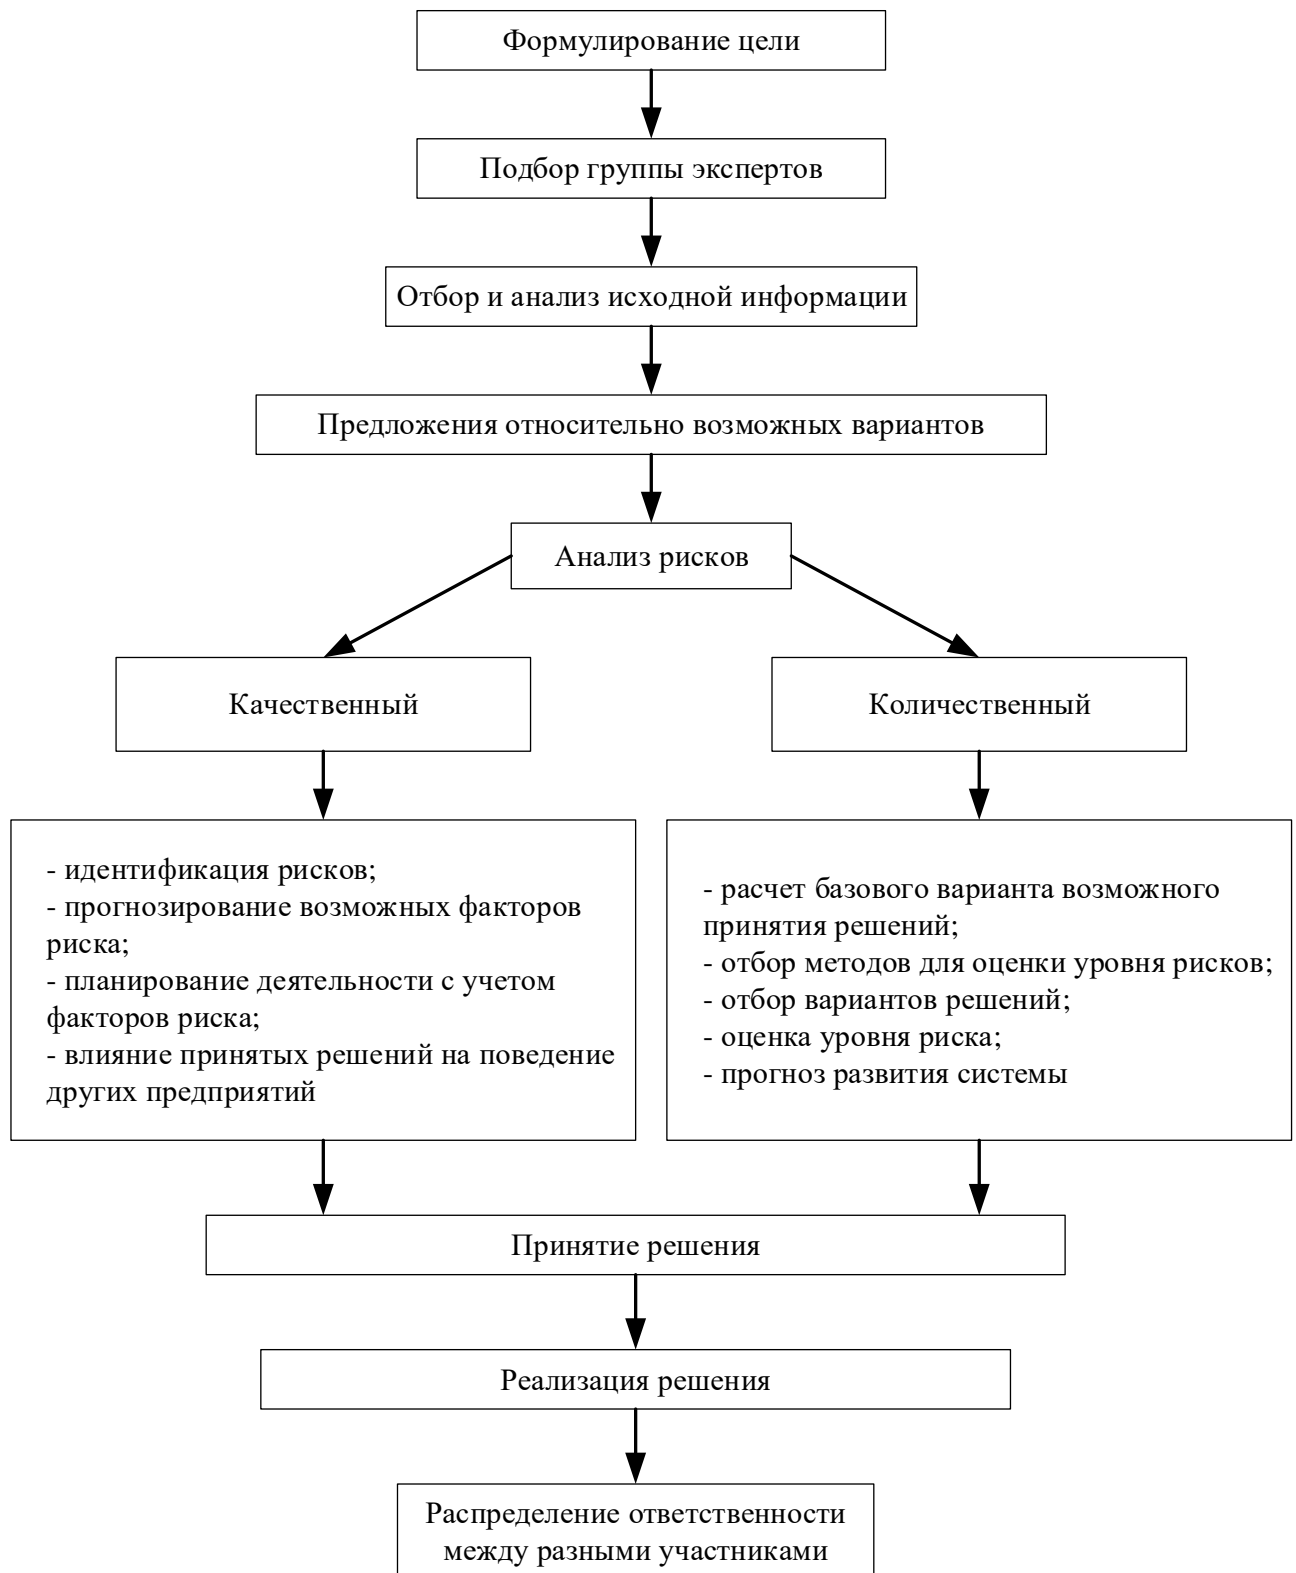 Формулирование цели
Подбор группы экспертов
Отбор и анализ исходной информации
Предложения относительно возможных вариантов
Анализ рисков
Качественный
Количественный
- идентификация рисков;
- прогнозирование возможных факторов
риска;
- планирование деятельности с учетом
факторов риска;
- влияние принятых решений на поведение
других предприятий
- расчет базового варианта возможного
принятия решений;
- отбор методов для оценки уровня рисков;
- отбор вариантов решений;
- оценка уровня риска;
- прогноз развития системы
Принятие решения
Реализация решения
Распределение ответственности
между разными участниками